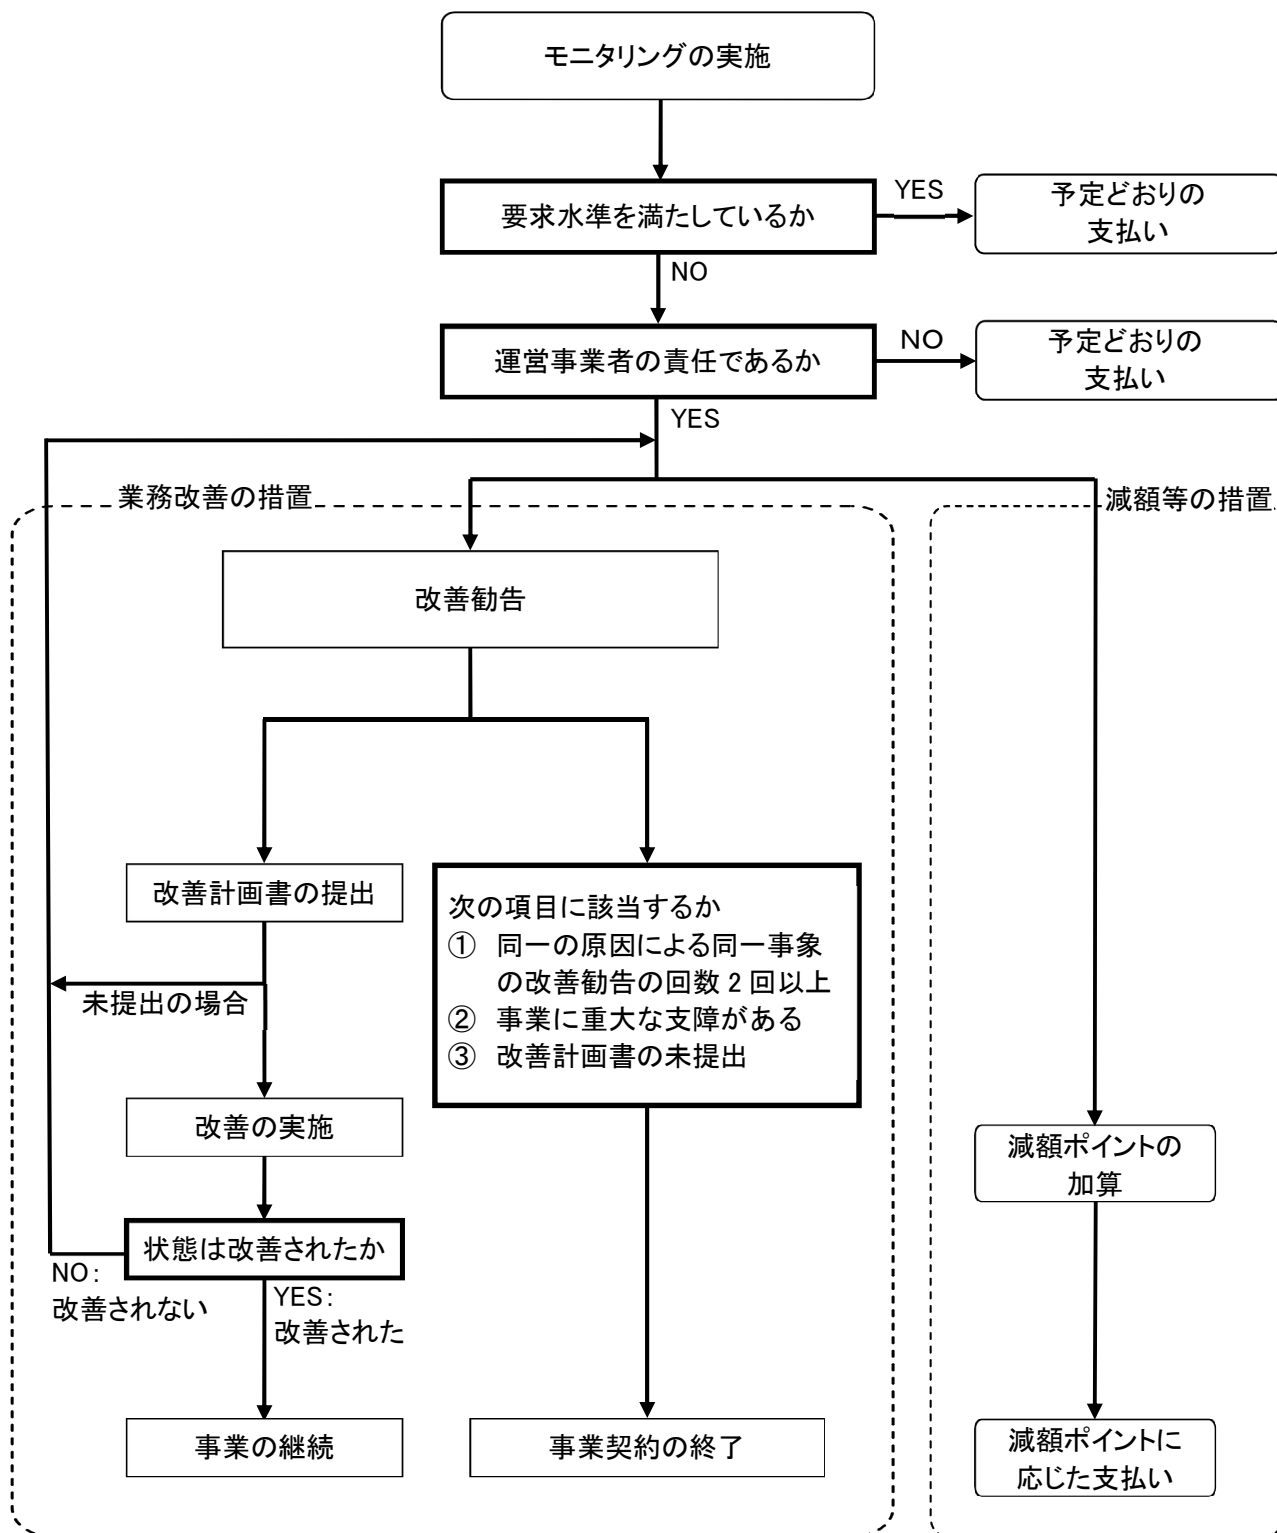 モニタリングの実施
要求水準を満たしているか
YES
予定どおりの
支払い
NO
運営事業者の責任であるか
NO
予定どおりの
支払い
YES
業務改善の措置
減額等の措置
改善勧告
改善計画書の提出
未提出の場合
次の項目に該当するか
① 同一の原因による同一事象
の改善勧告の回数2回以上
② 事業に重大な支障がある
③ 改善計画書の未提出
改善の実施
減額ポイントの
加算
状態は改善されたか
NO：
改善されない
YES：
改善された
事業の継続
事業契約の終了
減額ポイントに
応じた支払い